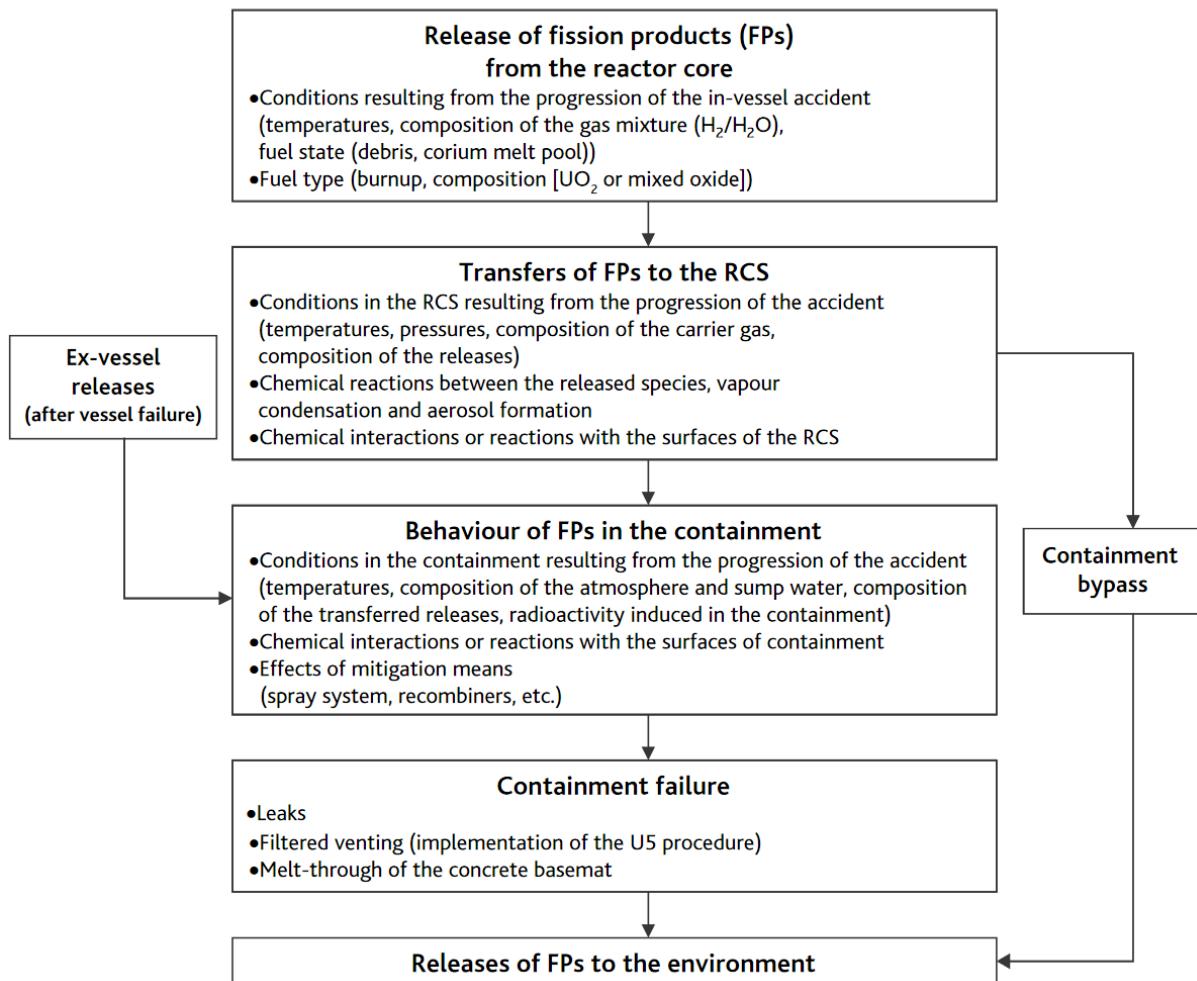 Release of fission products (FPs)
from the reactor core
•Conditions resulting from the progression of the in-vessel accident
(temperatures, composition of the gas mixture (H₂/H₂O),
fuel state (debris, corium melt pool))
•Fuel type (burnup, composition [UO₂ or mixed oxide])
Transfers of FPs to the RCS
•Conditions in the RCS resulting from the progression of the accident
(temperatures, pressures, composition of the carrier gas,
composition of the releases)
•Chemical reactions between the released species, vapour
condensation and aerosol formation
•Chemical interactions or reactions with the surfaces of the RCS
Ex-vessel
releases
(after vessel failure)
Behaviour of FPs in the containment
•Conditions in the containment resulting from the progression of the accident
(temperatures, composition of the atmosphere and sump water, composition
of the transferred releases, radioactivity induced in the containment)
•Chemical interactions or reactions with the surfaces of containment
•Effects of mitigation means
(spray system, recombiners, etc.)
Containment
bypass
Containment failure
•Leaks
•Filtered venting (implementation of the U5 procedure)
•Melt-through of the concrete basemat
Releases of FPs to the environment